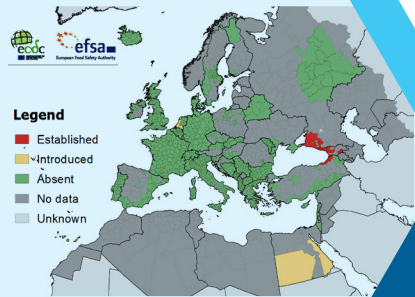 ecdc
efsa
European Food Safety Authority
Legend
Established
Introduced
Absent
No data
Unknown